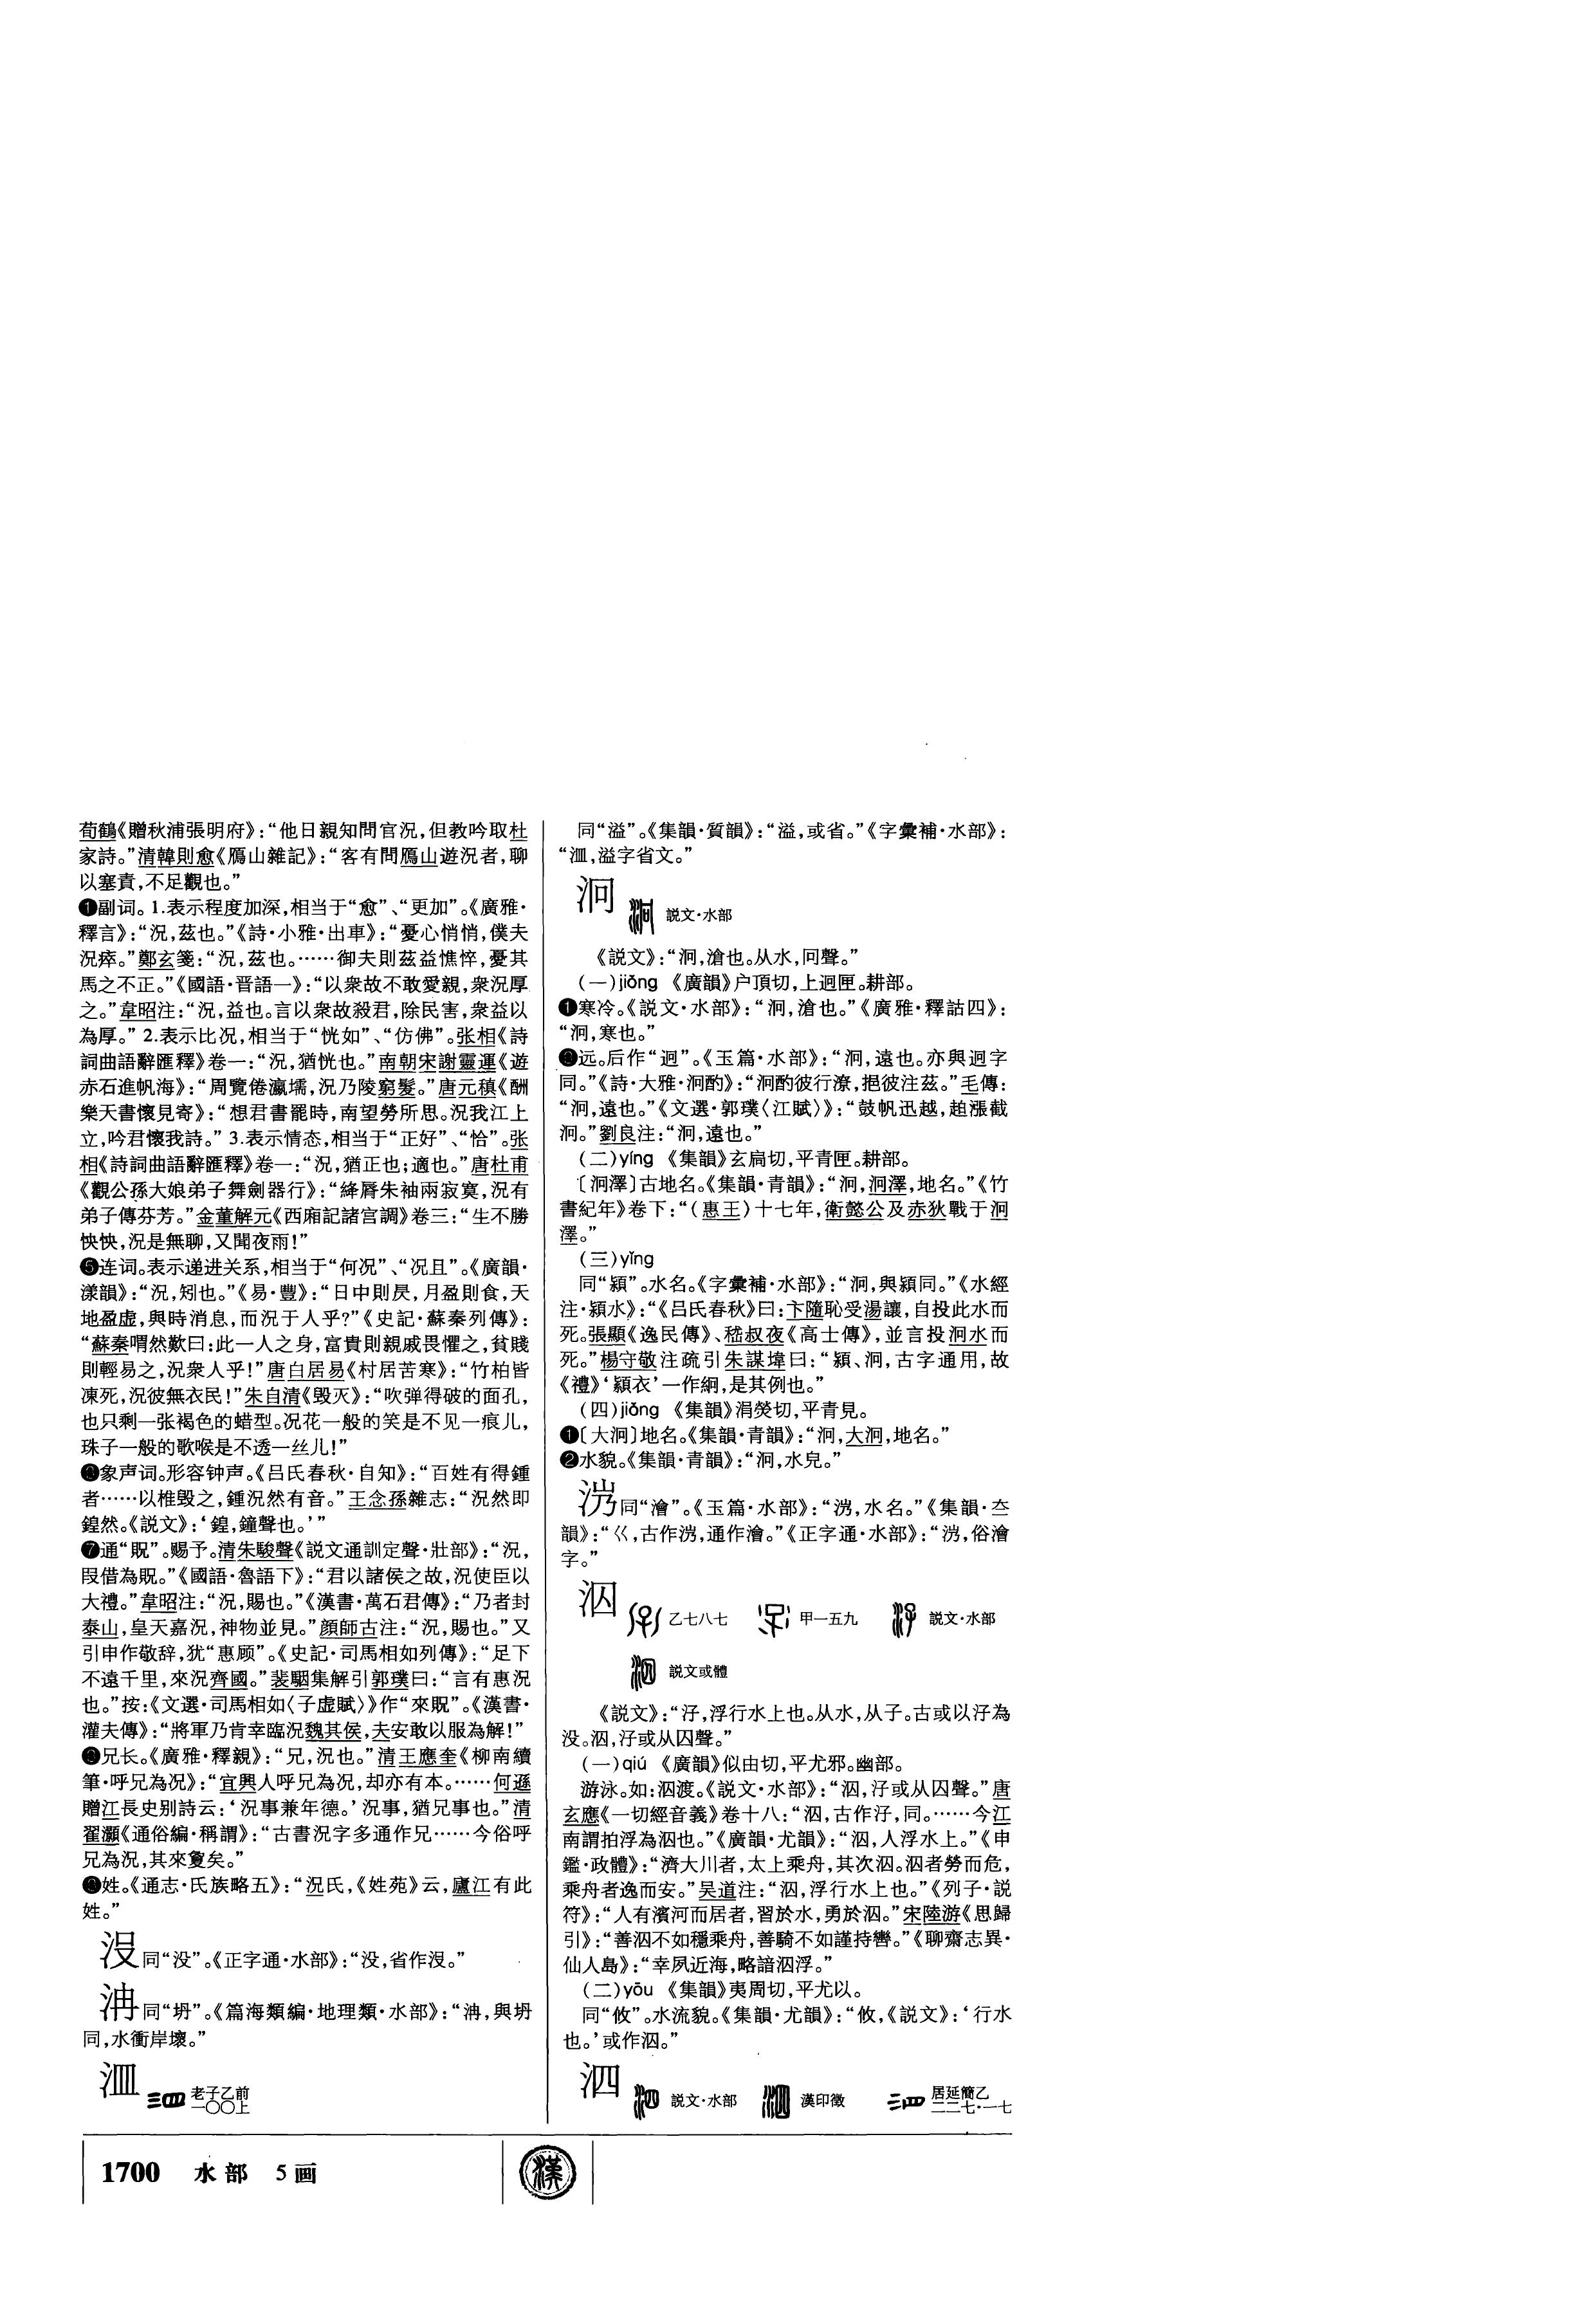 荀鶴《贈秋浦張明府》：“他日親知問官況，但教吟取杜
家詩。”清韓則愈《鴈山雜記》：“客有問鴈山遊況者，聊
以塞責，不足觀也。”
❶副词。1.表示程度加深，相当于“愈”、“更加”。《廣雅·
釋言》：“況，茲也。”《詩·小雅·出車》：“憂心悄悄，僕夫
況瘁。”鄭玄箋：“況，茲也。……御夫則茲益憔悴，憂其
馬之不正。”《國語·晋語一》：“以衆故不敢愛親，衆況厚
之。”韋昭注：“況，益也。言以衆故殺君，除民害，衆益以
為厚。”2.表示比况，相当于“恍如”、“仿佛”。张相《詩
詞曲語辭匯釋》卷一：“況，猶恍也。”南朝宋謝靈運《遊
赤石進帆海》：“周覽倦瀛壖，況乃陵窮髮。”唐元稹《酬
樂天書懷見寄》：“想君書罷時，南望勞所思。況我江上
立，吟君懷我詩。”3.表示情态，相当于“正好”、“恰”。张
相《詩詞曲語辭匯釋》卷一：“況，猶正也；適也。”唐杜甫
《觀公孫大娘弟子舞劍器行》：“絳脣朱袖兩寂寞，況有
弟子傳芬芳。”金董解元《西廂記諸宫調》卷三：“生不勝
怏怏，況是無聊，又聞夜雨！”
❺连词。表示递进关系，相当于“何况”、“况且”。《廣韻·
漾韻》：“況，矧也。”《易·豐》：“日中則昃，月盈則食，天
地盈虚，與時消息，而況于人乎？”《史記·蘇秦列傳》：
“蘇秦喟然歎曰：此一人之身，富貴則親戚畏懼之，貧賤
則輕易之，況衆人乎！”唐白居易《村居苦寒》：“竹柏皆
凍死，況彼無衣民！”朱自清《毁灭》：“吹弹得破的面孔，
也只剩一张褐色的蜡型。况花一般的笑是不见一痕儿，
珠子一般的歌喉是不透一丝儿！”
象声词。形容钟声。《吕氏春秋·自知》：“百姓有得鍾
者……以椎毁之，鍾況然有音。”王念孫雜志：“況然即
鍠然。《説文》：‘鍠，鐘聲也。’”
❼通“貺”。赐予。清朱駿聲《説文通訓定聲·壯部》：“況，
叚借為貺。”《國語·魯語下》：“君以諸侯之故，況使臣以
大禮。”韋昭注：“況，賜也。”《漢書·萬石君傳》：“乃者封
泰山，皇天嘉況，神物並見。”顔師古注：“況，賜也。”又
引申作敬辞，犹“惠顾”。《史記·司馬相如列傳》：“足下
不遠千里，來況齊國。”裴駰集解引郭璞曰：“言有惠況
也。”按：《文選·司馬相如〈子虚賦〉》作“來貺”。《漢書·
灌夫傳》：“將軍乃肯幸臨況魏其侯，夫安敢以服為解！”
兄长。《廣雅·釋親》：“兄，況也。”清王應奎《柳南續
筆·呼兄為况》：“宜興人呼兄為况，却亦有本。……何遜
贈江長史别詩云：‘況事兼年德。’況事，猶兄事也。”清
翟灝《通俗編·稱謂》：“古書況字多通作兄……今俗呼
兄為況，其來敻矣。”
姓。《通志·氏族略五》：“况氏，《姓苑》云，廬江有此
姓。”
沒同“没”。《正字通·水部》：“没，省作沒。”
泋同“坍”。《篇海類編·地理類·水部》：“泋，與坍
同，水衝岸壞。”
泅 老子乙前
一〇〇上
同“溢”。《集韻·質韻》：“溢，或省。”《字彙補·水部》：
“洫，溢字省文。”
泂 説文·水部
《説文》：“泂，滄也。从水，冋聲。”
（一）jiǒng 《廣韻》户頂切，上迥匣。耕部。
❶寒冷。《説文·水部》：“泂，滄也。”《廣雅·釋詁四》：
“泂，寒也。”
❷远。后作“迥”。《玉篇·水部》：“泂，遠也。亦與迥字
同。”《詩·大雅·泂酌》：“泂酌彼行潦，挹彼注茲。”毛傳：
“泂，遠也。”《文選·郭璞〈江賦〉》：“鼓帆迅越，趠漲截
泂。”劉良注：“泂，遠也。”
（二）yíng 《集韻》玄扃切，平青匣。耕部。
〔泂澤〕古地名。《集韻·青韻》：“泂，泂澤，地名。”《竹
書紀年》卷下：“（惠王）十七年，衛懿公及赤狄戰于泂
澤。”
（三）yǐng
同“潁”。水名。《字彙補·水部》：“泂，與潁同。”《水經
注·潁水》：“《吕氏春秋》曰：卞隨恥受湯讓，自投此水而
死。張顯《逸民傳》、嵇叔夜《高士傳》，並言投泂水而
死。”楊守敬注疏引朱謀㙔曰：“潁、泂，古字通用，故
《禮》‘潁衣’一作絅，是其例也。”
（四）jiǒng 《集韻》涓熒切，平青見。
❶〔大泂〕地名。《集韻·青韻》：“泂，大泂，地名。”
❷水貌。《集韻·青韻》：“泂，水皃。”
同“澮”。《玉篇·水部》：“水名。”《集韻·夳
韻》：“巜，古作，通作澮。”《正字通·水部》：“俗澮
字。”
泅 乙七八七 甲一五九 説文·水部
説文或體
《説文》：“汓，浮行水上也。从水，从子。古或以汓為
没。泅，汓或从囚聲。”
（一）qiú 《廣韻》似由切，平尤邪。幽部。
游泳。如：泅渡。《説文·水部》：“泅，汓或从囚聲。”唐
玄應《一切經音義》卷十八：“泅，古作汓，同。……今江
南謂拍浮為泅也。”《廣韻·尤韻》：“泅，人浮水上。”《申
鑑·政體》：“濟大川者，太上乘舟，其次泅。泅者勞而危，
乘舟者逸而安。”吴道注：“泅，浮行水上也。”《列子·説
符》：“人有濱河而居者，習於水，勇於泅。”宋陸游《思歸
引》：“善泅不如穩乘舟，善騎不如謹持轡。”《聊齋志異·
仙人島》：“幸夙近海，略諳泅浮。”
（二）yōu 《集韻》夷周切，平尤以。
同“攸”。水流貌。《集韻·尤韻》：“攸，《説文》：‘行水
也。’或作泅。”
泗 説文·水部 漢印徵 居延簡乙
二二七·一七
1700 水部 5画 漢